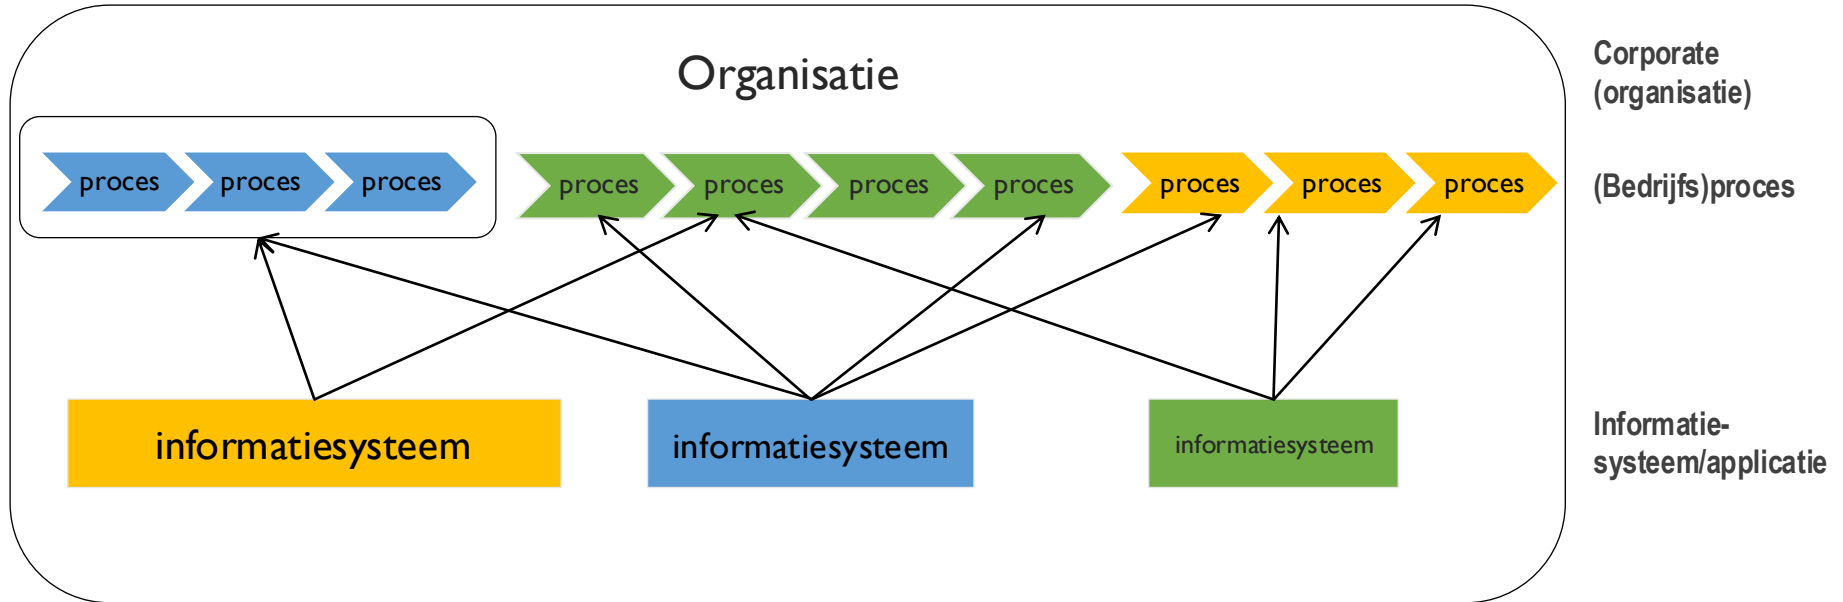 Organisatie
Corporate
(organisatie)
proces proces proces proces proces proces proces proces proces proces
(Bedrijfs)proces
informatiesysteem informatiesysteem informatiesysteem
Informatie-
systeem/applicatie